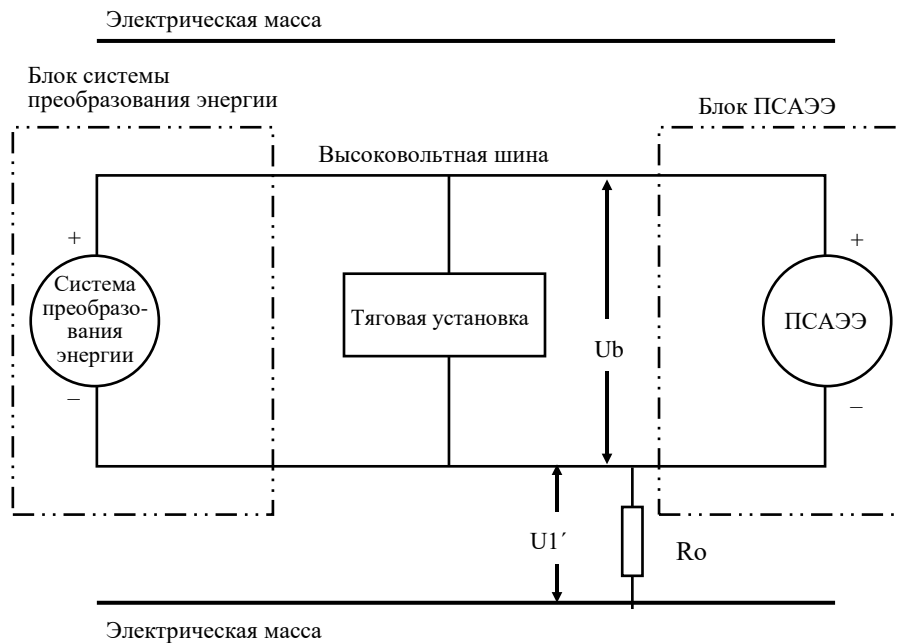 Электрическая масса
Блок системы
преобразования энергии
Блок ПСАЭЭ
Высоковольтная шина
+
+
Система
преобразо-
вания
энергии
Тяговая установка
ПСАЭЭ
Ub
–
–
U1´
Ro
Электрическая масса